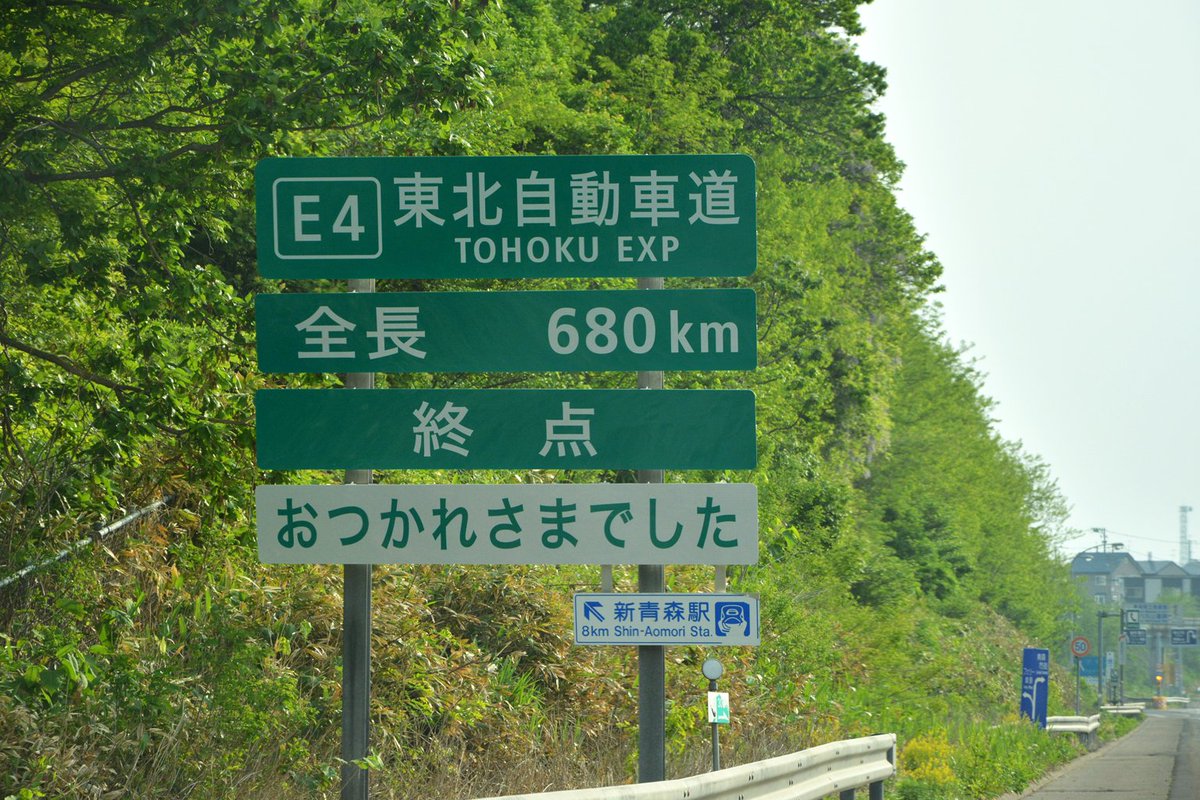 E4 東北自動車道
TOHOKU EXP
全長 680km
終点
おつかれさまでした
新青森駅
8km Shin-Aomori Sta.
50